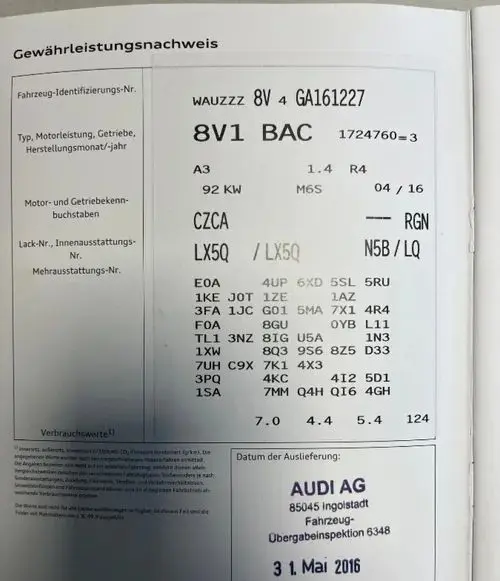 Gewährleistungsnachweis
Fahrzeug-Identifizierungs-Nr.
WAUZZZ 8V 4 GA161227
Typ, Motorleistung, Getriebe,
Herstellungsmonat/-jahr
8V1 BAC 1724760=3
A3 1.4 R4
92 KW M6S 04 / 16
Motor- und Getriebekenn-
buchstaben
CZCA --- RGN
Lack-Nr., Innenausstattungs-
Nr.
LX5Q / LX5Q N5B / LQ
Mehrausstattungs-Nr.
E0A 4UP 6XD 5SL 5RU
1KE J0T 1ZE 1AZ
3FA 1JC G01 5MA 7X1 4R4
F0A 8GU 0YB L11
TL1 3NZ 8IG U5A 1N3
1XW 8Q3 9S6 8Z5 D33
7UH C9X 7K1 4X3
3PQ 4KC 4I2 5D1
1SA 7MM Q4H QI6 4GH
Verbrauchswerte¹⁾
7.0 4.4 5.4 124
Datum der Auslieferung:
AUDI AG
85045 Ingolstadt
Fahrzeug-
Übergabeinspektion 6348
3 1. Mai 2016